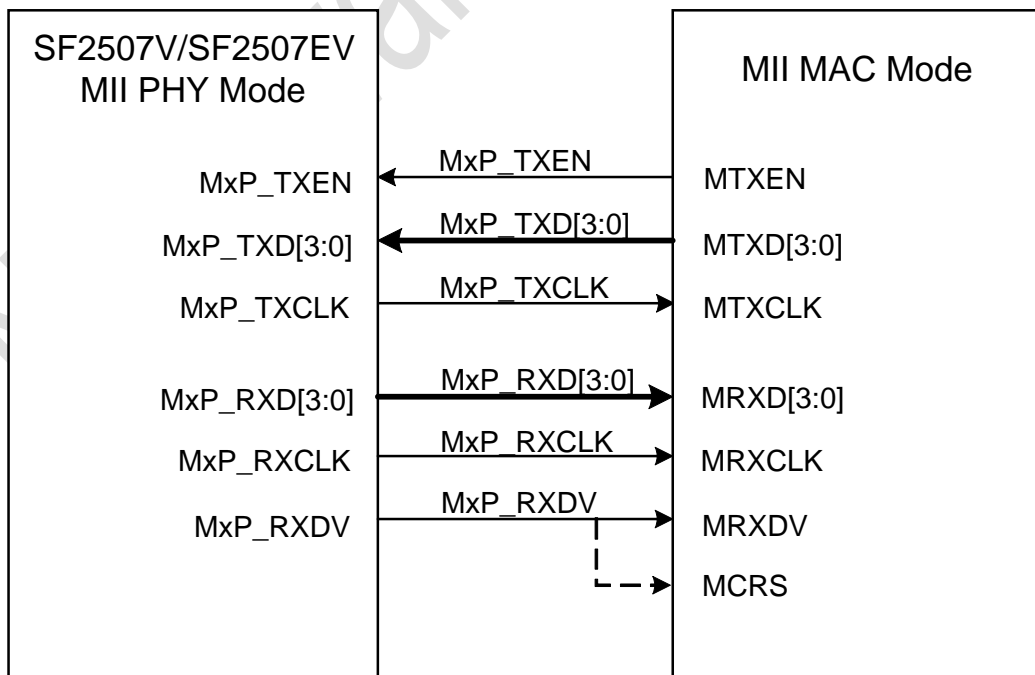 SF2507V/SF2507EV
MII PHY Mode
MII MAC Mode
MxP_TXEN
MxP_TXEN
MTXEN
MxP_TXD[3:0]
MxP_TXD[3:0]
MTXD[3:0]
MxP_TXCLK
MxP_TXCLK
MTXCLK
MxP_RXD[3:0]
MxP_RXD[3:0]
MRXD[3:0]
MxP_RXCLK
MxP_RXCLK
MRXCLK
MxP_RXDV
MxP_RXDV
MRXDV
MCRS